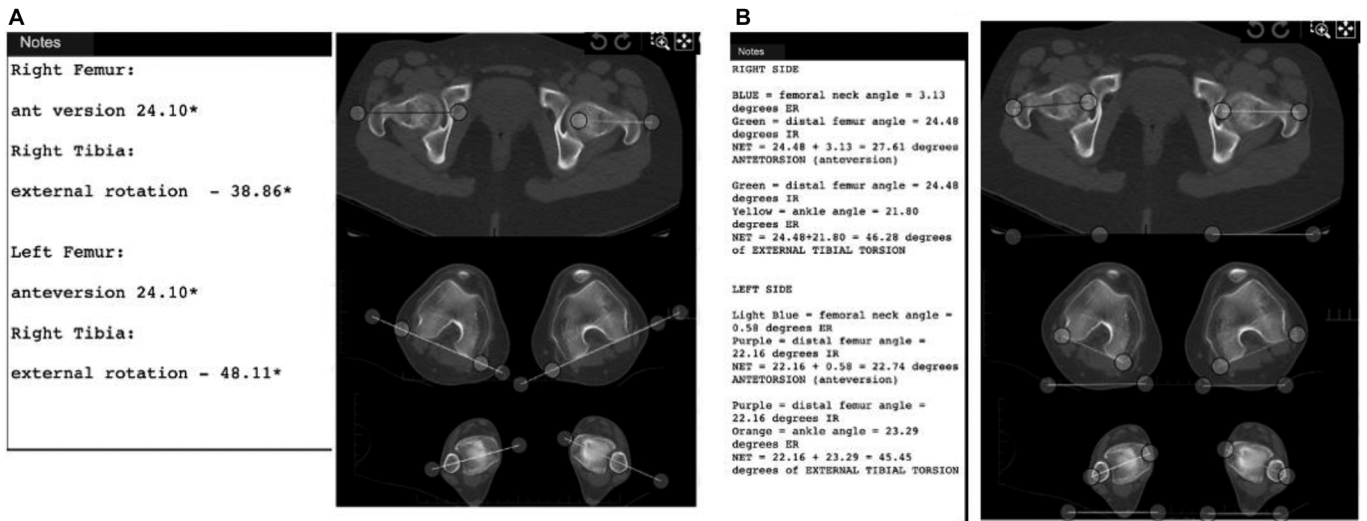 A
Notes
Right Femur:
ant version 24.10*
Right Tibia:
external rotation - 38.86*
Left Femur:
anteversion 24.10*
Right Tibia:
external rotation - 48.11*
B
Notes
RIGHT SIDE
BLUE = femoral neck angle = 3.13
degrees ER
Green = distal femur angle = 24.48
degrees IR
NET = 24.48 + 3.13 = 27.61 degrees
ANTETORSION (anteversion)
Green = distal femur angle = 24.48
degrees IR
Yellow = ankle angle = 21.80
degrees ER
NET = 24.48+21.80 = 46.28 degrees
of EXTERNAL TIBIAL TORSION
LEFT SIDE
Light Blue = femoral neck angle =
0.58 degrees ER
Purple = distal femur angle =
22.16 degrees IR
NET = 22.16 + 0.58 = 22.74 degrees
ANTETORSION (anteversion)
Purple = distal femur angle =
22.16 degrees IR
Orange = ankle angle = 23.29
degrees ER
NET = 22.16 + 23.29 = 45.45
degrees of EXTERNAL TIBIAL TORSION